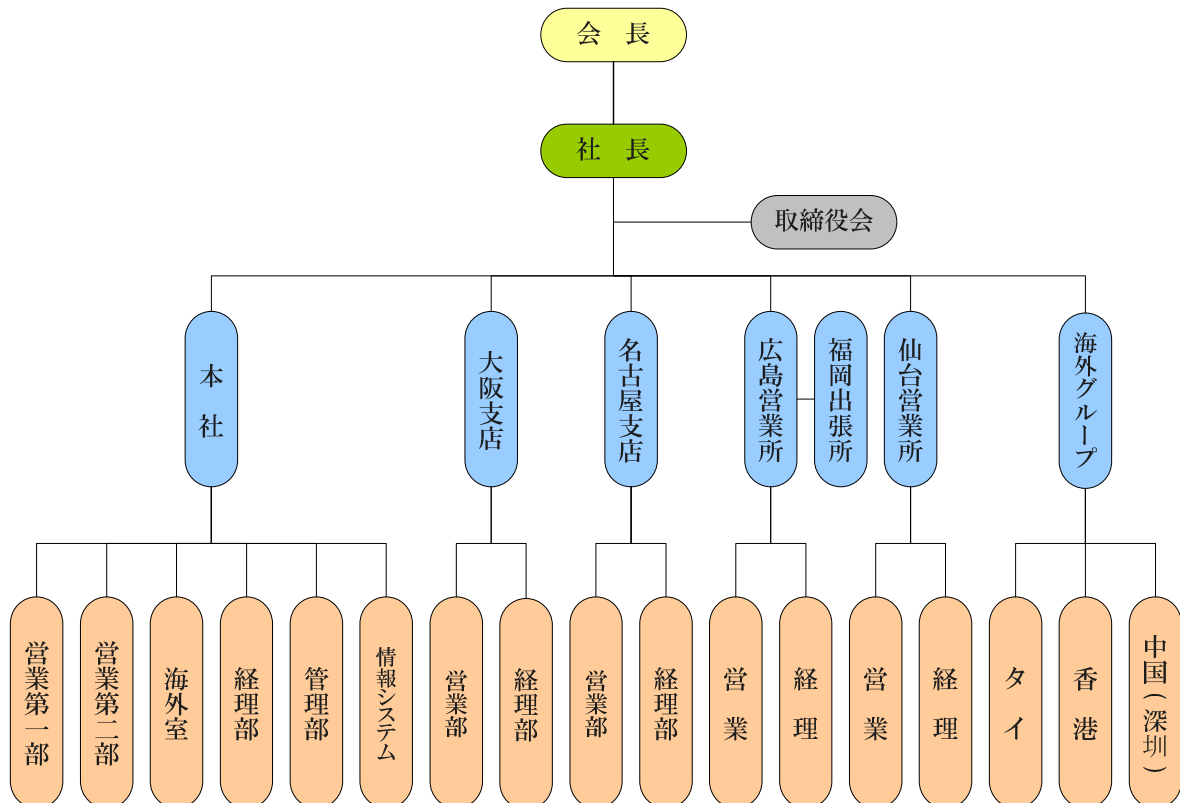 会　長
社　長
取締役会
本　社
大阪支店
名古屋支店
広島営業所
福岡出張所
仙台営業所
海外グループ
営業第一部
営業第二部
海外室
経理部
管理部
情報システム
営業部
経理部
営業部
経理部
営　業
経　理
営　業
経　理
タ　イ
香　港
中国(深圳)